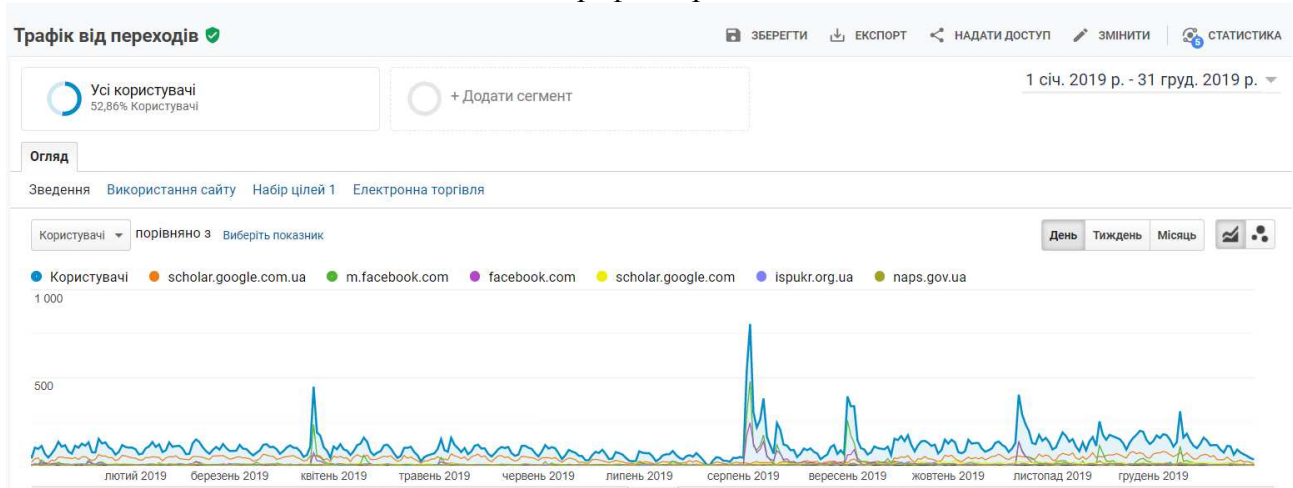 Трафік від переходів
ЗБЕРЕГТИ ЕКСПОРТ НАДАТИ ДОСТУП ЗМІНИТИ 5 СТАТИСТИКА
Усі користувачі
52,86% Користувачі
+ Додати сегмент
1 січ. 2019 р. - 31 груд. 2019 р.
Огляд
Зведення Використання сайту Набір цілей 1 Електронна торгівля
Користувачі порівняно з Виберіть показник
День Тиждень Місяць
Користувачі scholar.google.com.ua m.facebook.com facebook.com scholar.google.com ispukr.org.ua naps.gov.ua
1 000
500
лютий 2019 березень 2019 квітень 2019 травень 2019 червень 2019 липень 2019 серпень 2019 вересень 2019 жовтень 2019 листопад 2019 грудень 2019